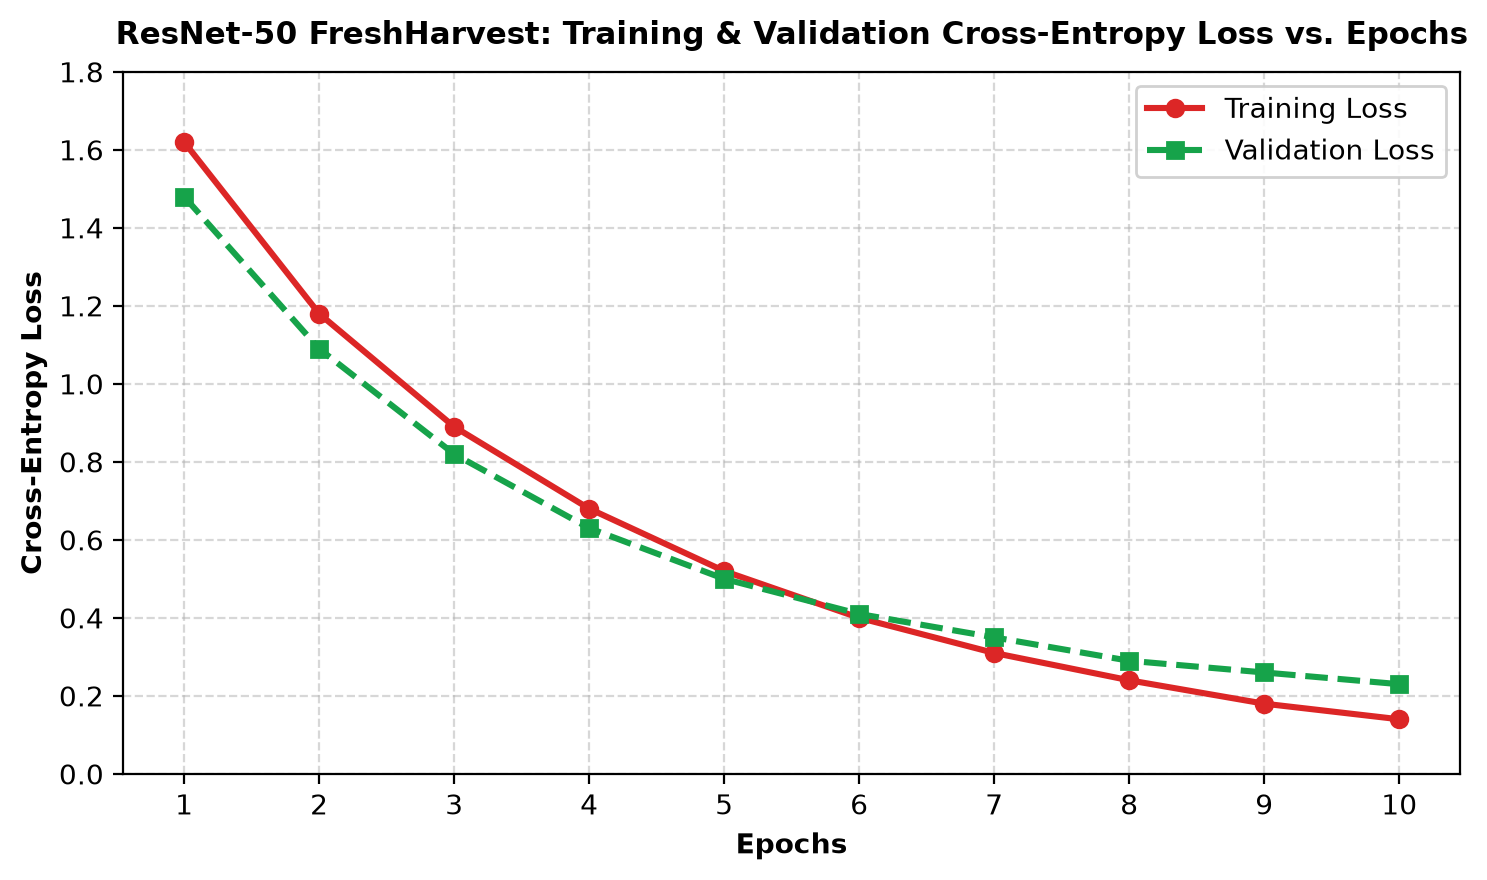 ResNet-50 FreshHarvest: Training & Validation Cross-Entropy Loss vs. Epochs
Training Loss
Validation Loss
Cross-Entropy Loss
1.8
1.6
1.4
1.2
1.0
0.8
0.6
0.4
0.2
0.0
1 2 3 4 5 6 7 8 9 10
Epochs